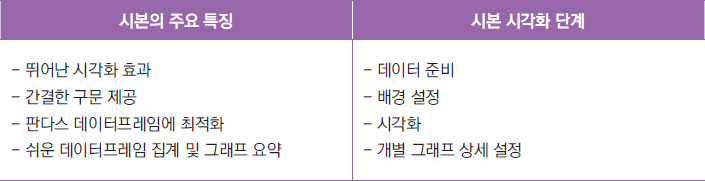 시본의 주요 특징
시본 시각화 단계
– 뛰어난 시각화 효과
– 간결한 구문 제공
– 판다스 데이터프레임에 최적화
– 쉬운 데이터프레임 집계 및 그래프 요약
– 데이터 준비
– 배경 설정
– 시각화
– 개별 그래프 상세 설정